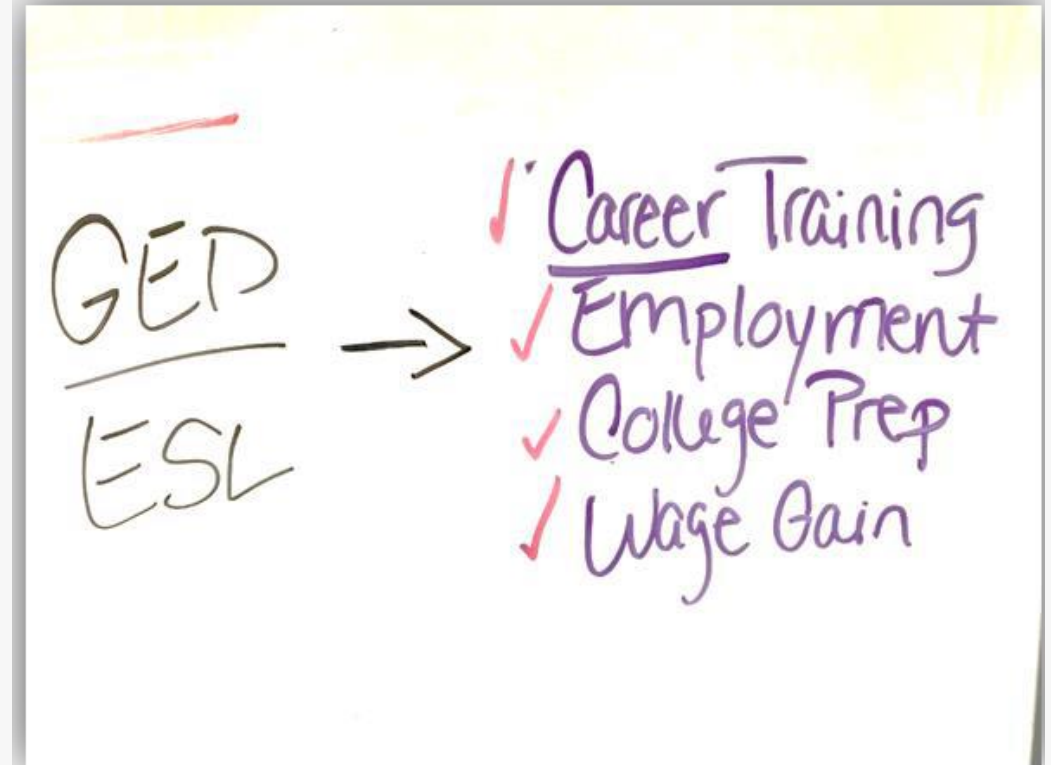 GED
ESL
→
✓ Career Training
✓ Employment
✓ College Prep
✓ Wage Gain